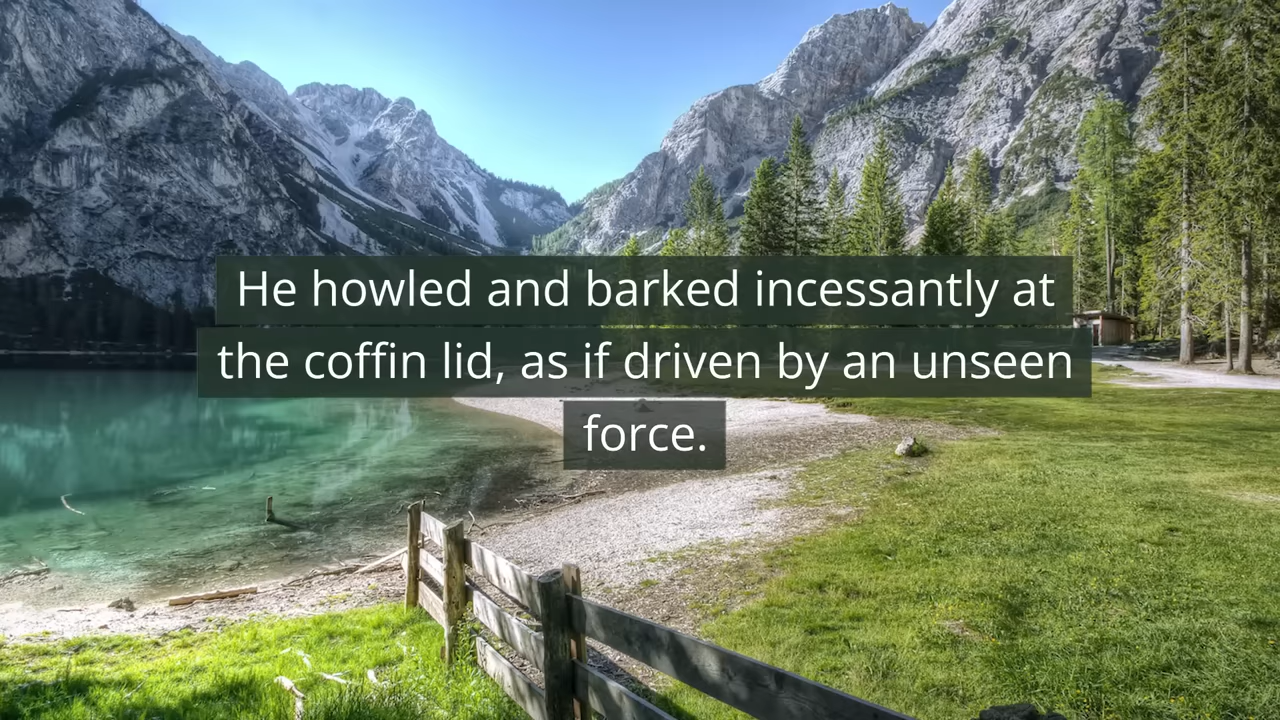 He howled and barked incessantly at
the coffin lid, as if driven by an unseen
force.